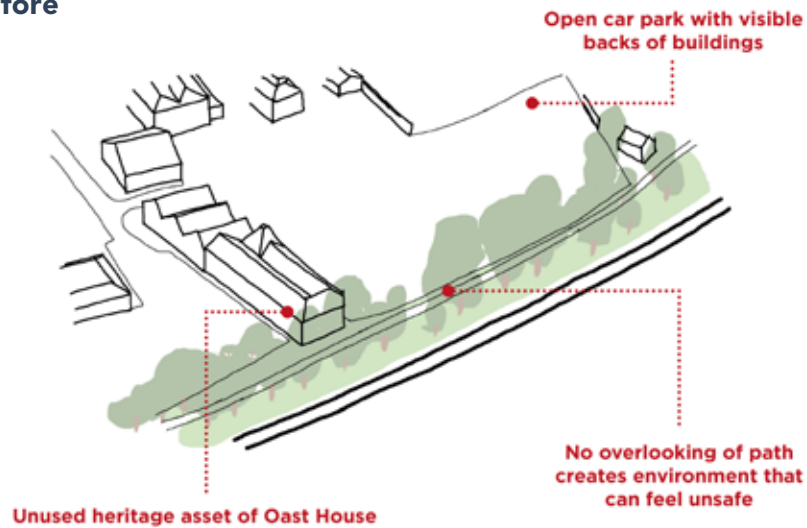 Open car park with visible
backs of buildings
No overlooking of path
creates environment that
can feel unsafe
Unused heritage asset of Oast House